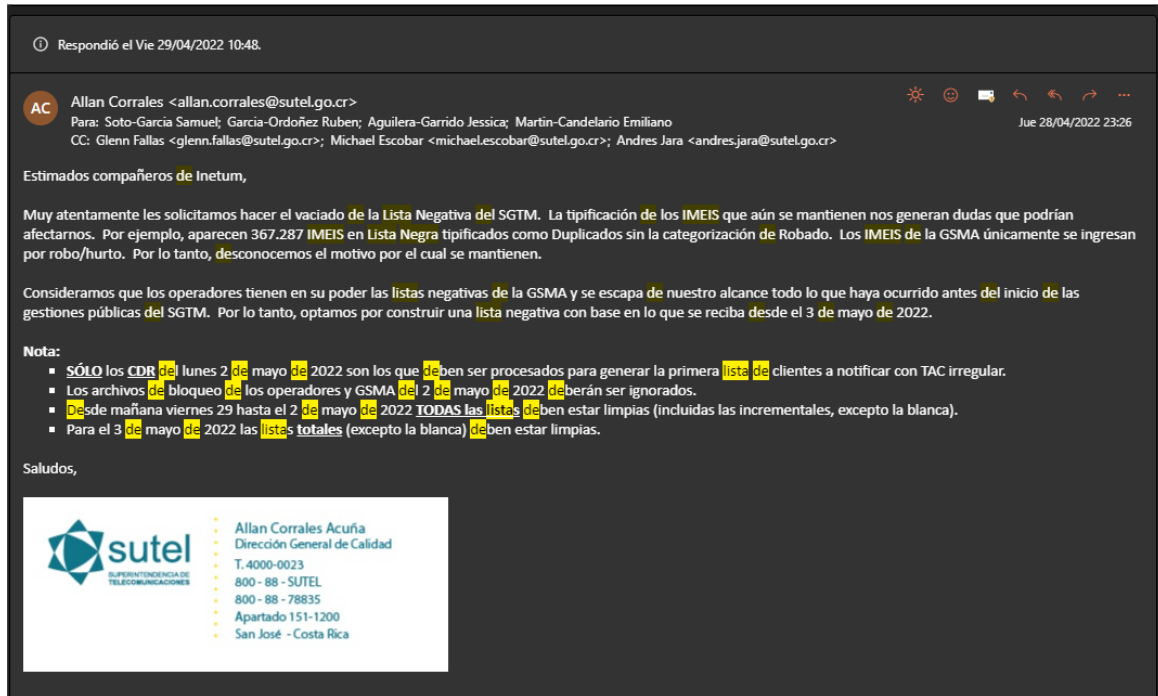 Respondió el Vie 29/04/2022 10:48.
AC
Allan Corrales <allan.corrales@sutel.go.cr>
Para: Soto-Garcia Samuel; Garcia-Ordoñez Ruben; Aguilera-Garrido Jessica; Martin-Candelario Emiliano
Jue 28/04/2022 23:26
CC: Glenn Fallas <glenn.fallas@sutel.go.cr>; Michael Escobar <michael.escobar@sutel.go.cr>; Andres Jara <andres.jara@sutel.go.cr>
Estimados compañeros de Inetum,
Muy atentamente les solicitamos hacer el vaciado de la Lista Negativa del SGTM. La tipificación de los IMEIS que aún se mantienen nos generan dudas que podrían
afectarnos. Por ejemplo, aparecen 367.287 IMEIS en Lista Negra tipificados como Duplicados sin la categorización de Robado. Los IMEIS de la GSMA únicamente se ingresan
por robo/hurto. Por lo tanto, desconocemos el motivo por el cual se mantienen.
Consideramos que los operadores tienen en su poder las listas negativas de la GSMA y se escapa de nuestro alcance todo lo que haya ocurrido antes del inicio de las
gestiones públicas del SGTM. Por lo tanto, optamos por construir una lista negativa con base en lo que se reciba desde el 3 de mayo de 2022.
Nota:
▪ SÓLO los CDR del lunes 2 de mayo de 2022 son los que deben ser procesados para generar la primera lista de clientes a notificar con TAC irregular.
▪ Los archivos de bloqueo de los operadores y GSMA del 2 de mayo de 2022 deberán ser ignorados.
▪ Desde mañana viernes 29 hasta el 2 de mayo de 2022 TODAS las listas deben estar limpias (incluidas las incrementales, excepto la blanca).
▪ Para el 3 de mayo de 2022 las listas totales (excepto la blanca) deben estar limpias.
Saludos,
sutel
SUPERINTENDENCIA DE
TELECOMUNICACIONES
Allan Corrales Acuña
Dirección General de Calidad
T. 4000-0023
800 - 88 - SUTEL
800 - 88 - 78835
Apartado 151-1200
San José - Costa Rica